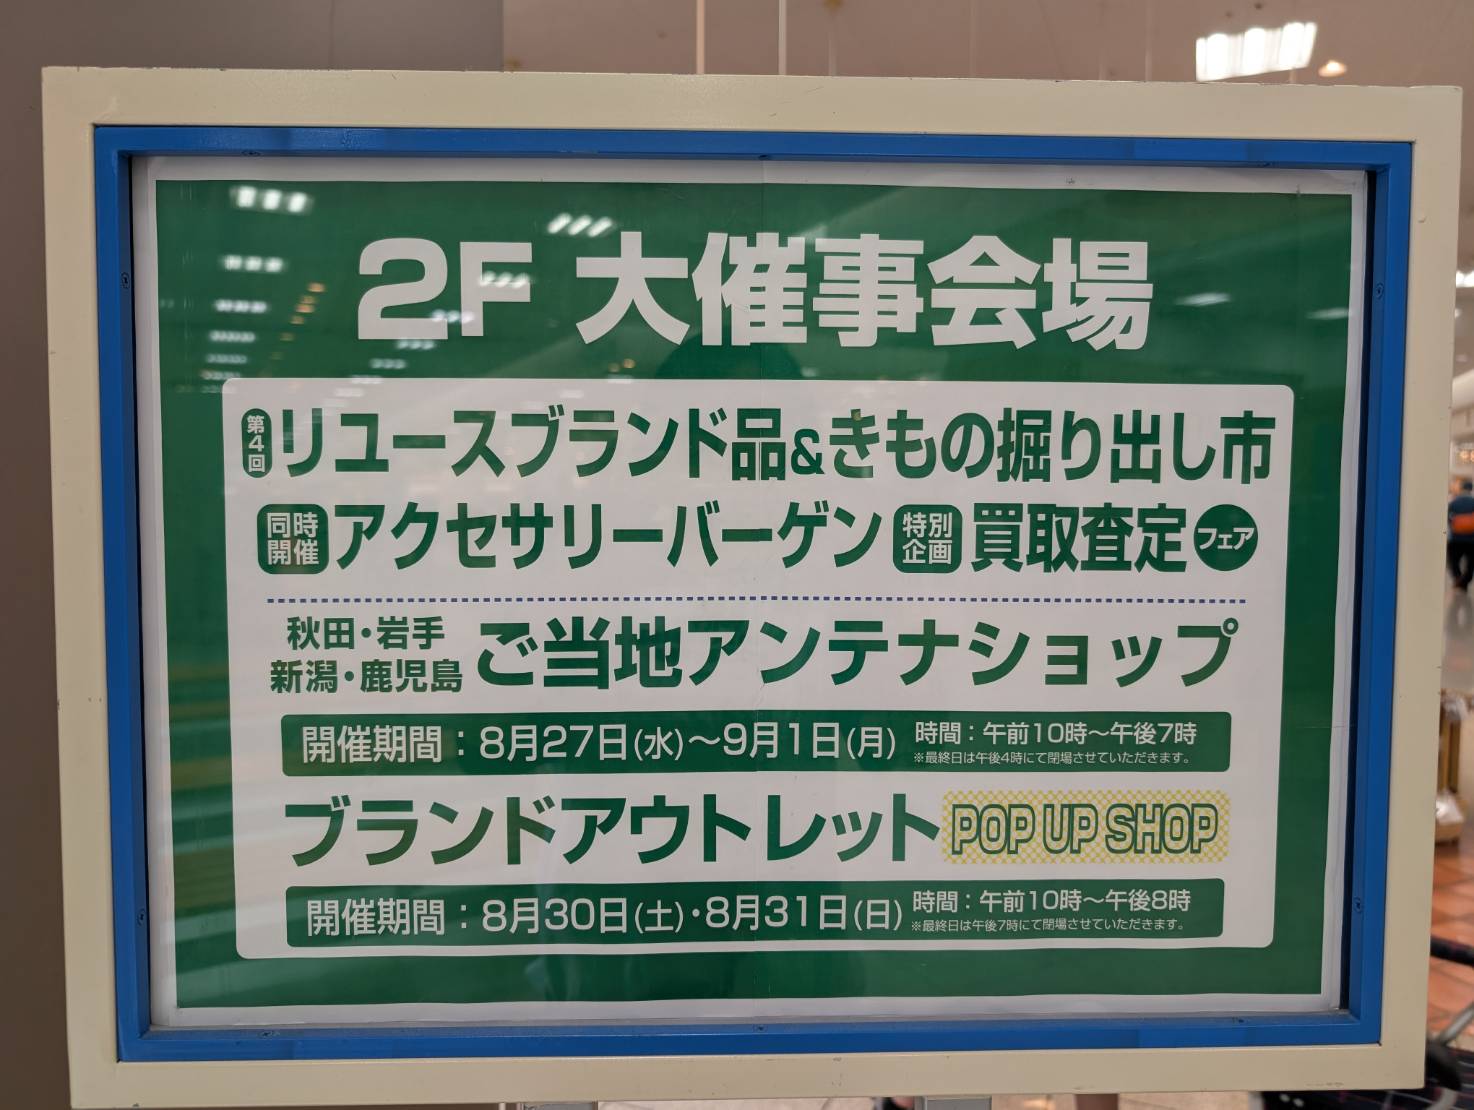 2F 大催事会場
第4回 リユースブランド品&きもの掘り出し市
同時開催 アクセサリーバーゲン 特別企画 買取査定フェア
秋田・岩手
新潟・鹿児島 ご当地アンテナショップ
開催期間:8月27日(水)~9月1日(月) 時間:午前10時~午後7時
※最終日は午後4時にて閉場させていただきます。
ブランドアウトレット POP UP SHOP
開催期間:8月30日(土)・8月31日(日) 時間:午前10時~午後8時
※最終日は午後7時にて閉場させていただきます。